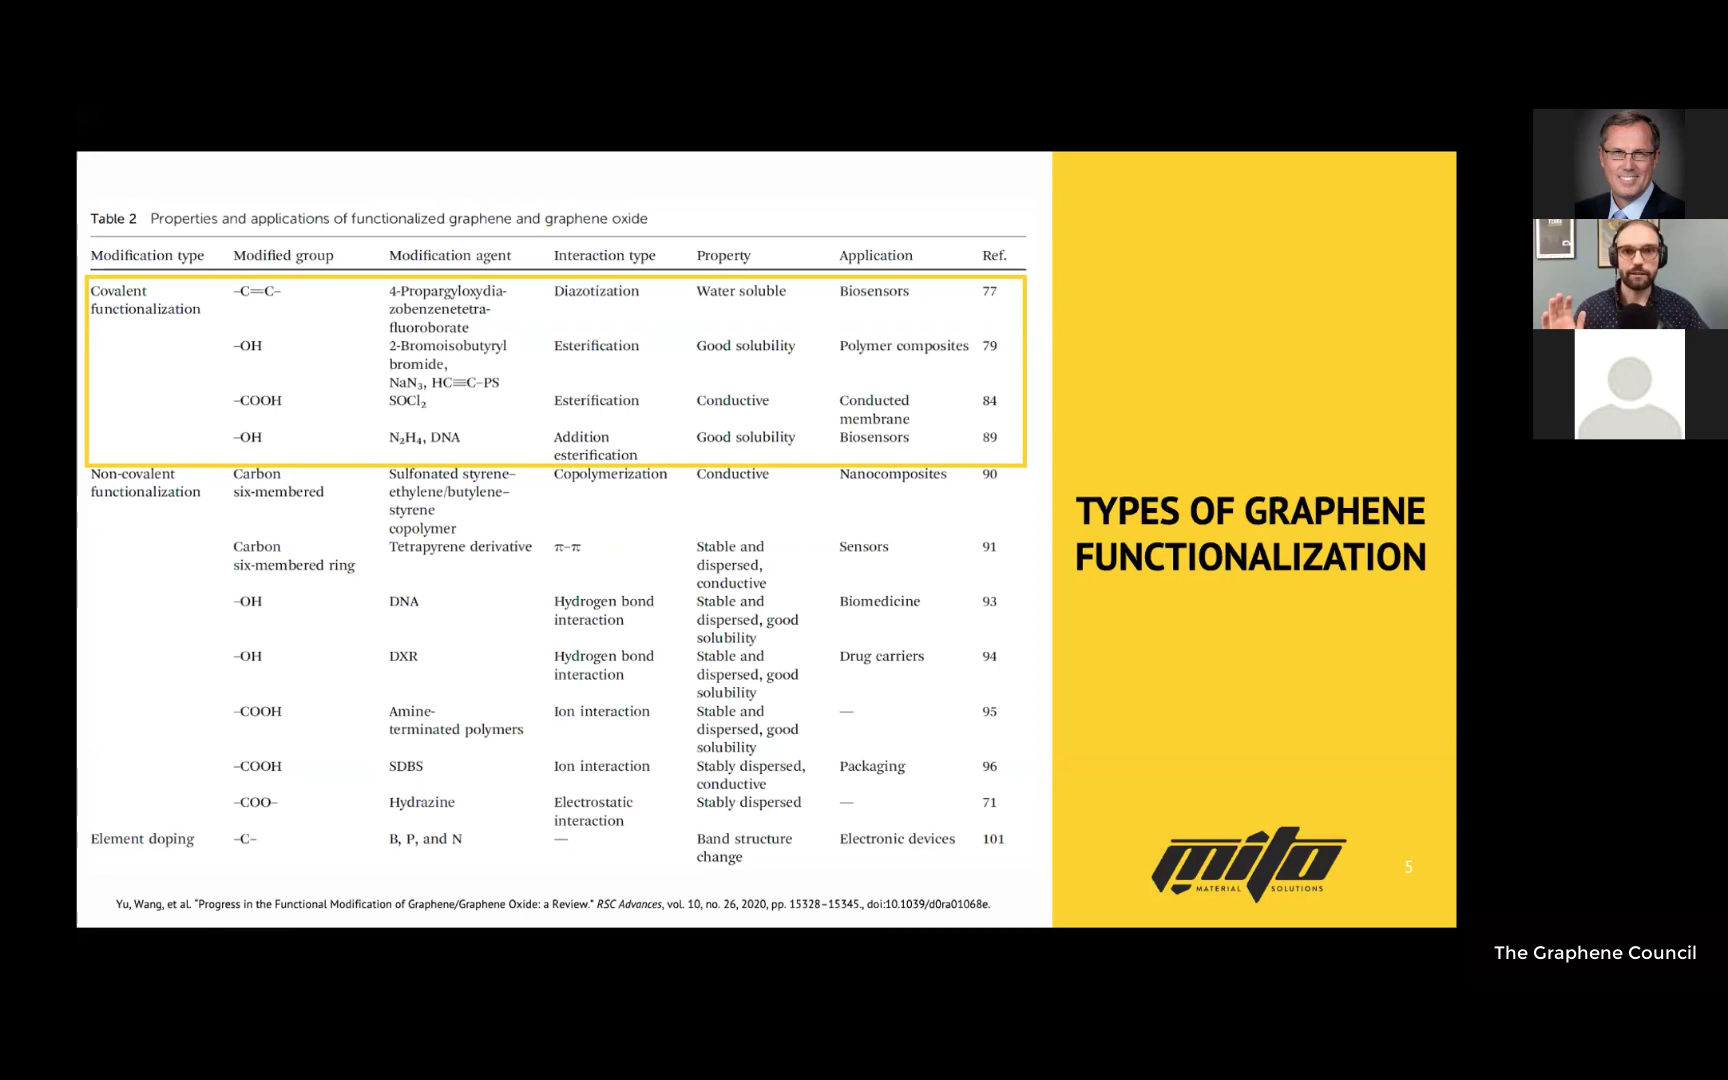 Table 2 Properties and applications of functionalized graphene and graphene oxide
Modification type Modified group Modification agent Interaction type Property Application Ref.
Covalent –C═C– 4-Propargyloxydia- Diazotization Water soluble Biosensors 77
functionalization zobenzenetetra-
fluoroborate
–OH 2-Bromoisobutyryl Esterification Good solubility Polymer composites 79
bromide,
NaN₃, HC≡C–PS
–COOH SOCl₂ Esterification Conductive Conducted 84
membrane
–OH N₂H₄, DNA Addition Good solubility Biosensors 89
esterification
Non-covalent Carbon Sulfonated styrene– Copolymerization Conductive Nanocomposites 90
functionalization six-membered ethylene/butylene–
styrene
copolymer
Carbon Tetrapyrene derivative π–π Stable and Sensors 91
six-membered ring dispersed,
conductive
–OH DNA Hydrogen bond Stable and Biomedicine 93
interaction dispersed, good
solubility
–OH DXR Hydrogen bond Stable and Drug carriers 94
interaction dispersed, good
solubility
–COOH Amine- Ion interaction Stable and — 95
terminated polymers dispersed, good
solubility
–COOH SDBS Ion interaction Stably dispersed, Packaging 96
conductive
–COO– Hydrazine Electrostatic Stably dispersed — 71
interaction
Element doping –C– B, P, and N — Band structure Electronic devices 101
change
Yu, Wang, et al. "Progress in the Functional Modification of Graphene/Graphene Oxide: a Review." RSC Advances, vol. 10, no. 26, 2020, pp. 15328–15345., doi:10.1039/d0ra01068e.
TYPES OF GRAPHENE
FUNCTIONALIZATION
mito
MATERIAL SOLUTIONS
5
The Graphene Council